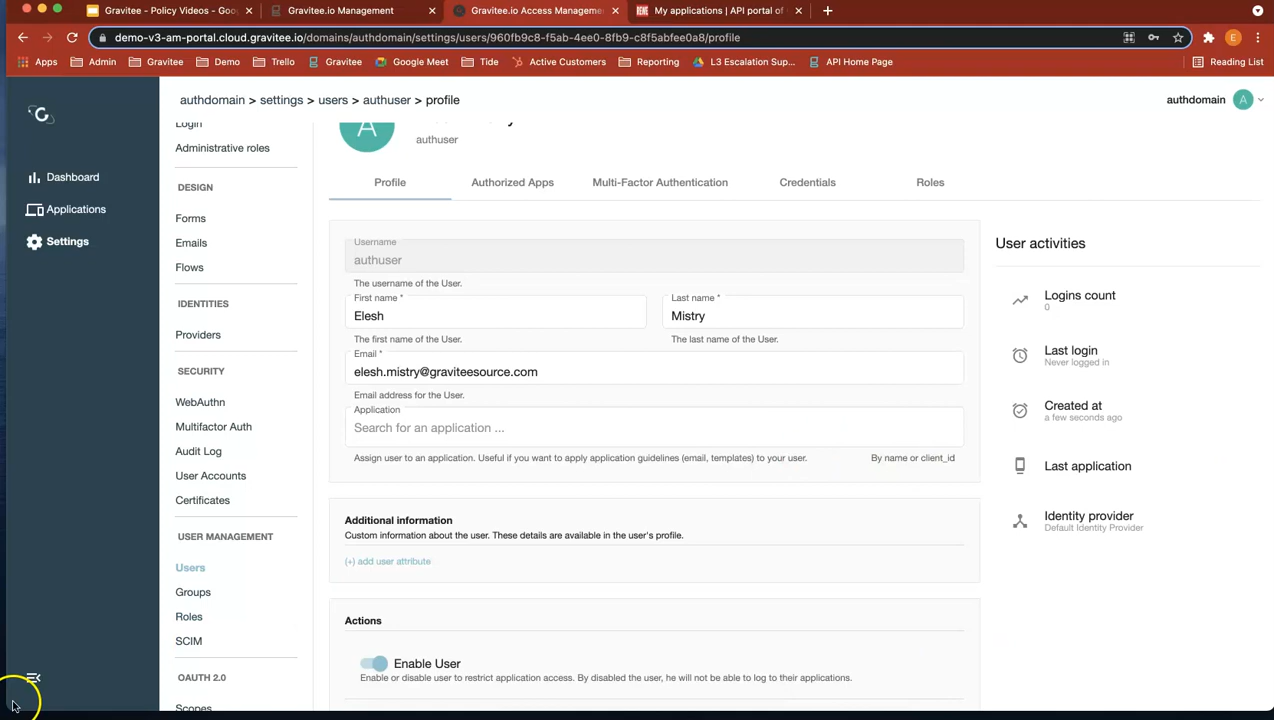 Gravitee - Policy Videos - Goo
Gravitee.io Management
Gravitee.io Access Manageme
My applications | API portal of
demo-v3-am-portal.cloud.gravitee.io/domains/authdomain/settings/users/960fb9c8-f5ab-4ee0-8fb9-c8f5abfee0a8/profile
E
Apps
Admin
Gravitee
Demo
Trello
Gravitee
Google Meet
Tide
Active Customers
Reporting
L3 Escalation Sup...
API Home Page
Reading List
authdomain > settings > users > authuser > profile
authdomain
A
Dashboard
Applications
Settings
Login
Administrative roles
DESIGN
Forms
Emails
Flows
IDENTITIES
Providers
SECURITY
WebAuthn
Multifactor Auth
Audit Log
User Accounts
Certificates
USER MANAGEMENT
Users
Groups
Roles
SCIM
OAUTH 2.0
Scopes
A
authuser
Profile
Authorized Apps
Multi-Factor Authentication
Credentials
Roles
Username
authuser
The username of the User.
First name *
Elesh
The first name of the User.
Last name *
Mistry
The last name of the User.
Email *
elesh.mistry@graviteesource.com
Email address for the User.
Application
Search for an application ...
Assign user to an application. Useful if you want to apply application guidelines (email, templates) to your user.
By name or client_id
Additional information
Custom information about the user. These details are available in the user's profile.
(+) add user attribute
Actions
Enable User
Enable or disable user to restrict application access. By disabled the user, he will not be able to log to their applications.
User activities
Logins count
0
Last login
Never logged in
Created at
a few seconds ago
Last application
Identity provider
Default Identity Provider